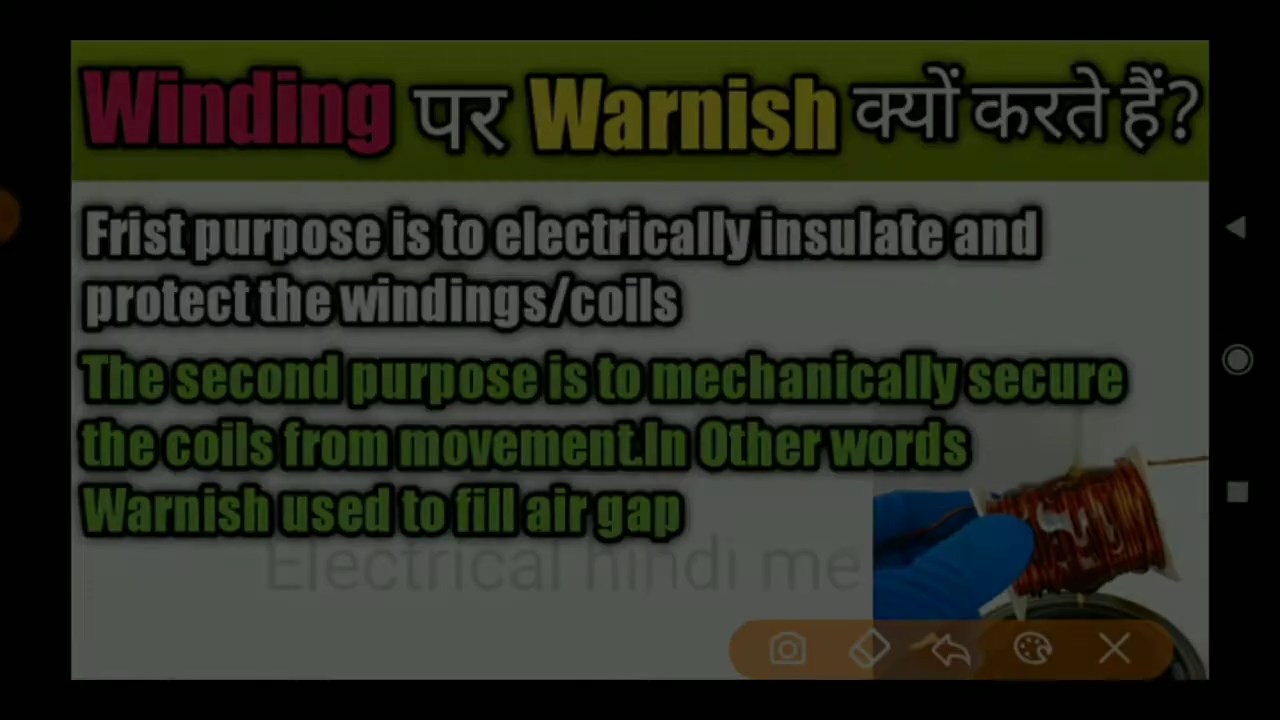 Winding पर Warnish क्यों करते हैं?
Frist purpose is to electrically insulate and
protect the windings/coils
The second purpose is to mechanically secure
the coils from movement.In Other words
Warnish used to fill air gap
Electrical hindi me